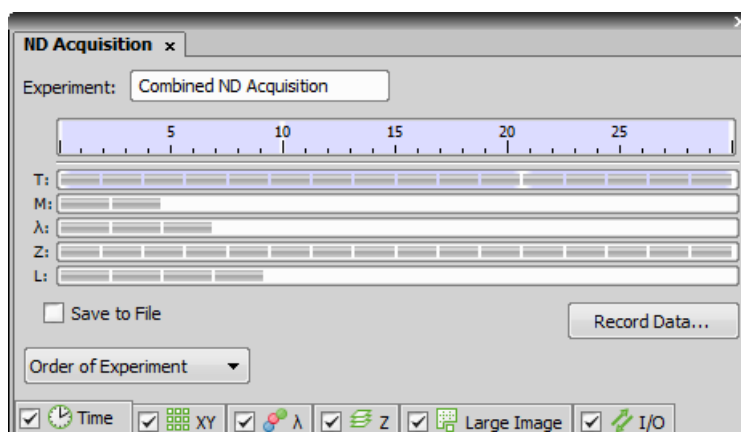 ND Acquisition x
Experiment: Combined ND Acquisition
5 10 15 20 25
T:
M:
λ:
Z:
L:
Save to File
Record Data...
Order of Experiment
Time XY λ Z Large Image I/O